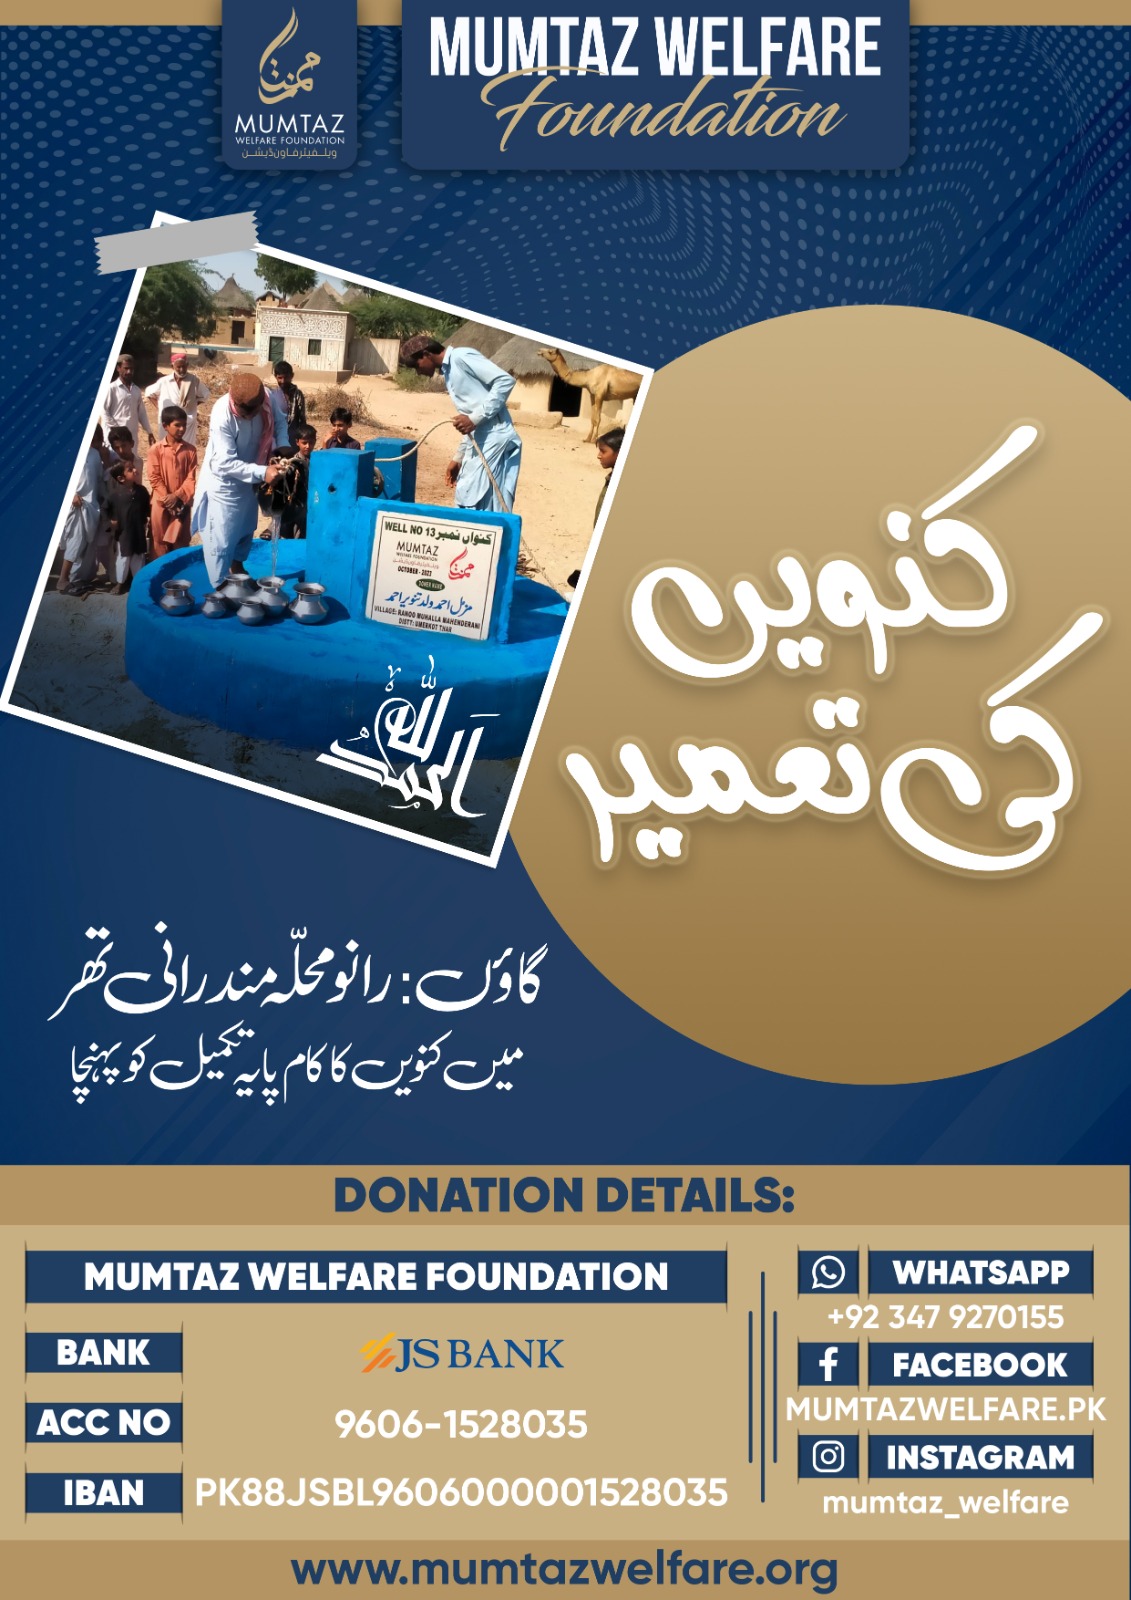 ممتاز
MUMTAZ
WELFARE FOUNDATION
ویلفیئر فاونڈیشن
MUMTAZ WELFARE
Foundation
WELL NO 13 کنواں نمبر
MUMTAZ
WELFARE FOUNDATION
ممتاز
OCTOBER - 2022
DONER NAME
مزمل احمد ولد تنویر احمد
VILLAGE: RANOO MUHALLA MAHENDERANI
DISTT: UMERKOT THAR
الحمدللہ
کنویں
کی تعمیر
گاؤں: رانو محلّہ مندرانی تھر
میں کنویں کا کام پایہ تکمیل کو پہنچا
DONATION DETAILS:
MUMTAZ WELFARE FOUNDATION
BANK JS BANK
ACC NO 9606-1528035
IBAN PK88JSBL9606000001528035
WHATSAPP
+92 347 9270155
FACEBOOK
MUMTAZWELFARE.PK
INSTAGRAM
mumtaz_welfare
www.mumtazwelfare.org